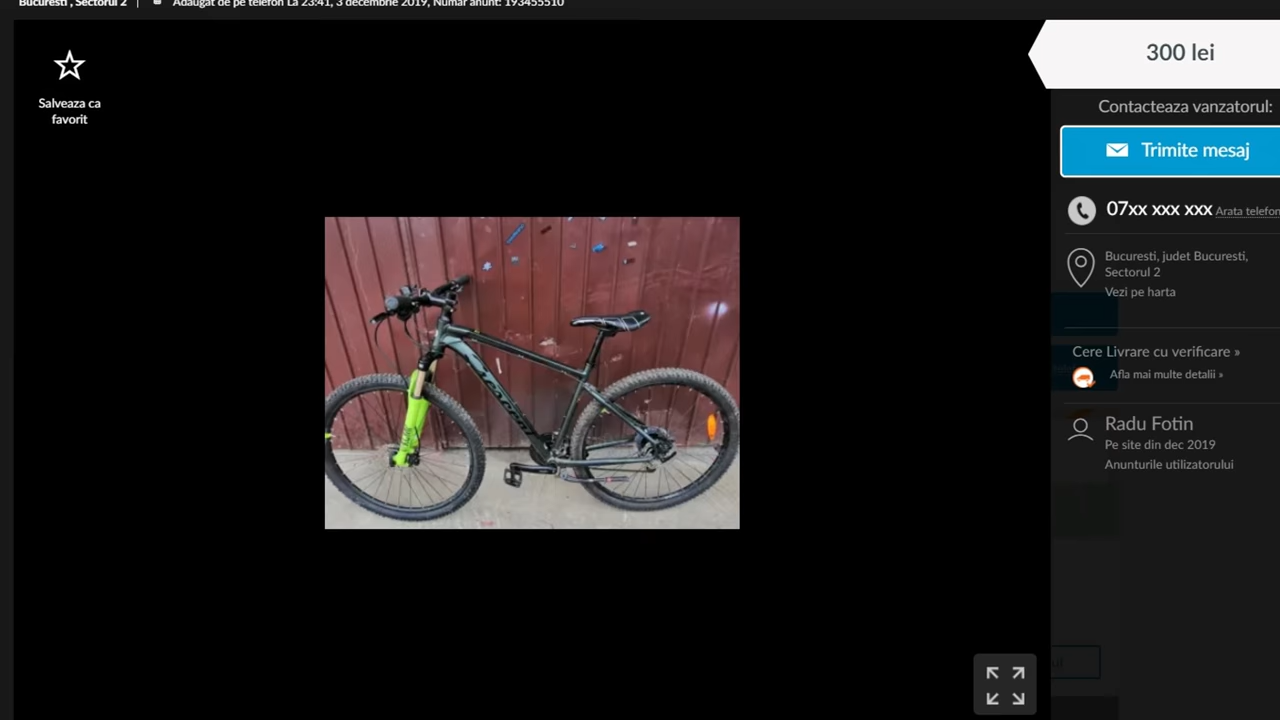 Bucuresti, Sectorul 2 | Adaugat de pe telefon La 23:41, 3 decembrie 2019, Numar anunt: 193455510
Salveaza ca
favorit
300 lei
Contacteaza vanzatorul:
Trimite mesaj
07xx xxx xxx Arata telefon
Bucuresti, judet Bucuresti,
Sectorul 2
Vezi pe harta
Cere Livrare cu verificare »
Afla mai multe detalii »
Radu Fotin
Pe site din dec 2019
Anunturile utilizatorului